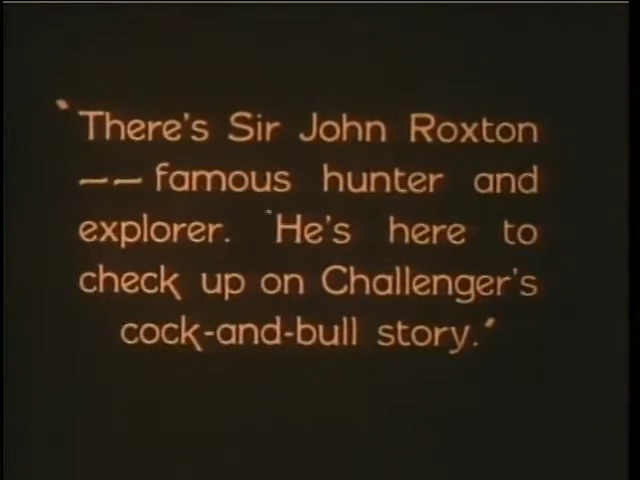 'There's Sir John Roxton
-- famous hunter and
explorer. He's here to
check up on Challenger's
cock-and-bull story.'